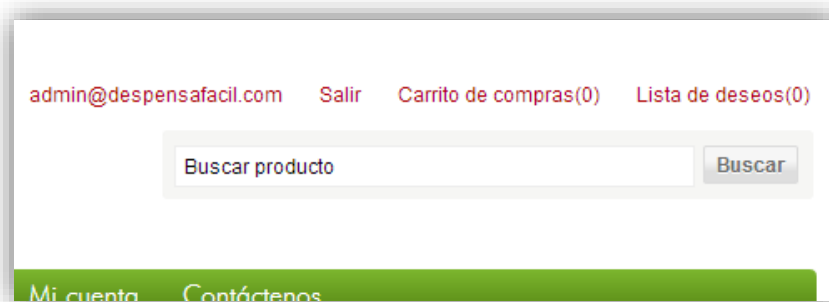 admin@despensafacil.com Salir Carrito de compras(0) Lista de deseos(0)
Buscar producto Buscar
Mi cuenta Contáctenos